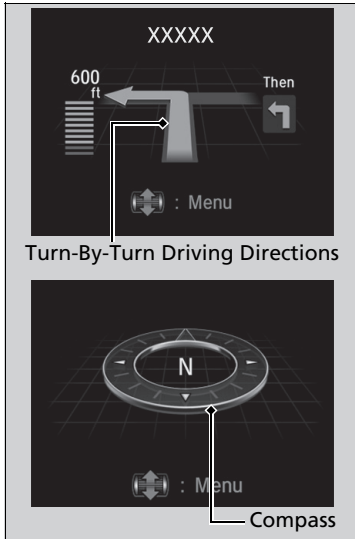 XXXXX
600
ft
Then
: Menu
Turn-By-Turn Driving Directions
N
: Menu
Compass